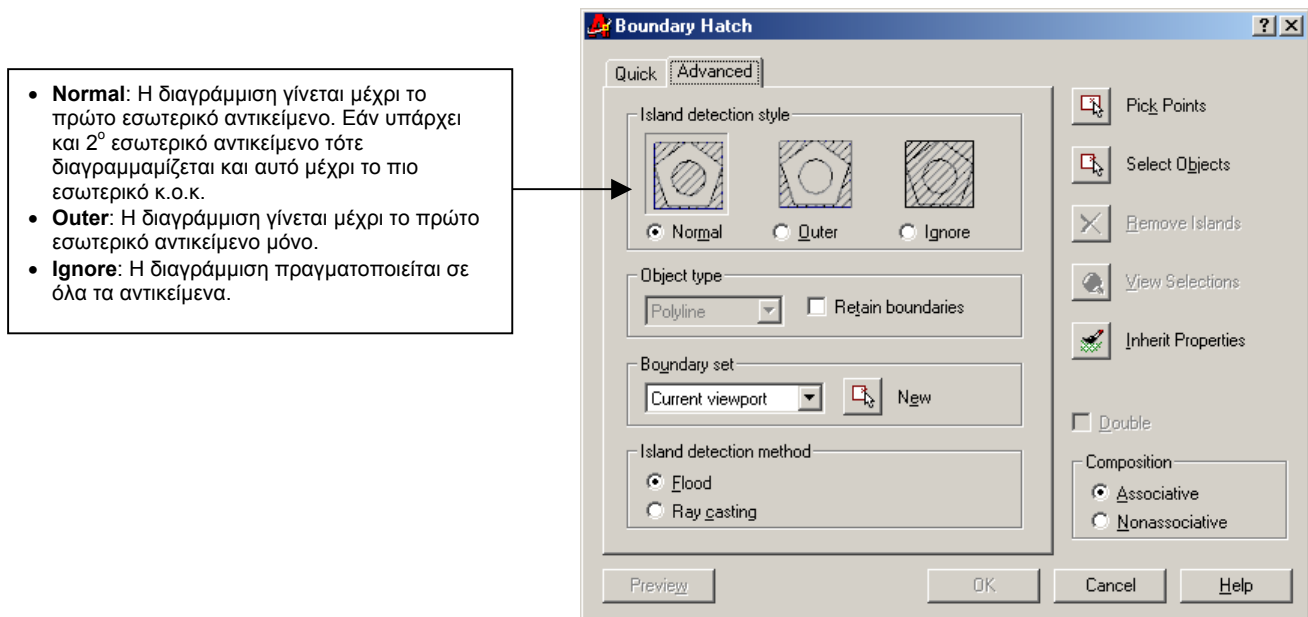 • Normal: Η διαγράμμιση γίνεται μέχρι το
πρώτο εσωτερικό αντικείμενο. Εάν υπάρχει
και 2ο εσωτερικό αντικείμενο τότε
διαγραμμαμίζεται και αυτό μέχρι το πιο
εσωτερικό κ.ο.κ.
• Outer: Η διαγράμμιση γίνεται μέχρι το πρώτο
εσωτερικό αντικείμενο μόνο.
• Ignore: Η διαγράμμιση πραγματοποιείται σε
όλα τα αντικείμενα.
Boundary Hatch
Quick Advanced
Island detection style
Normal Outer Ignore
Object type
Polyline Retain boundaries
Boundary set
Current viewport New
Island detection method
Flood
Ray casting
Pick Points
Select Objects
Remove Islands
View Selections
Inherit Properties
Double
Composition
Associative
Nonassociative
Preview OK Cancel Help